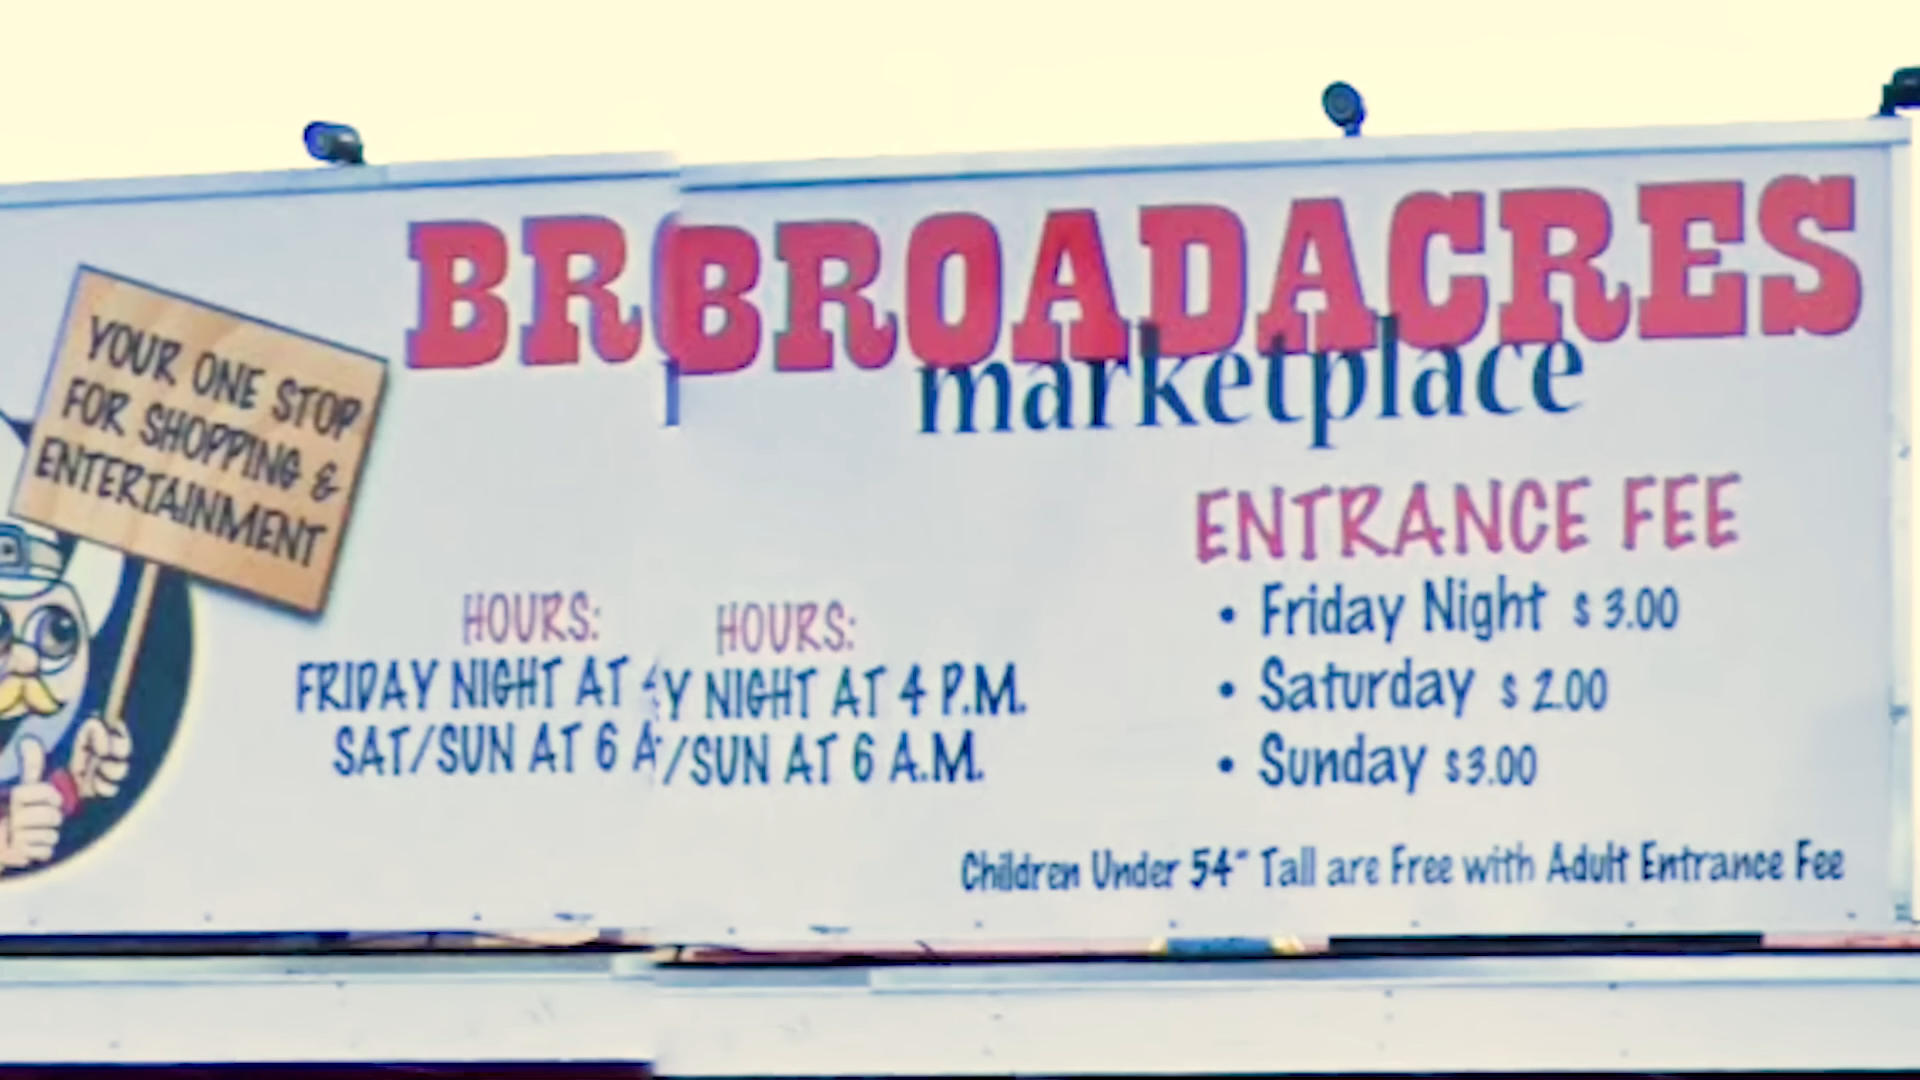 BRBROADACRES
marketplace
YOUR ONE STOP
FOR SHOPPING &
ENTERTAINMENT
HOURS:
FRIDAY NIGHT AT
SAT/SUN AT 6 A
HOURS:
Y NIGHT AT 4 P.M.
/SUN AT 6 A.M.
ENTRANCE FEE
• Friday Night $ 3.00
• Saturday $ 2.00
• Sunday $3.00
Children Under 54" Tall are Free with Adult Entrance Fee